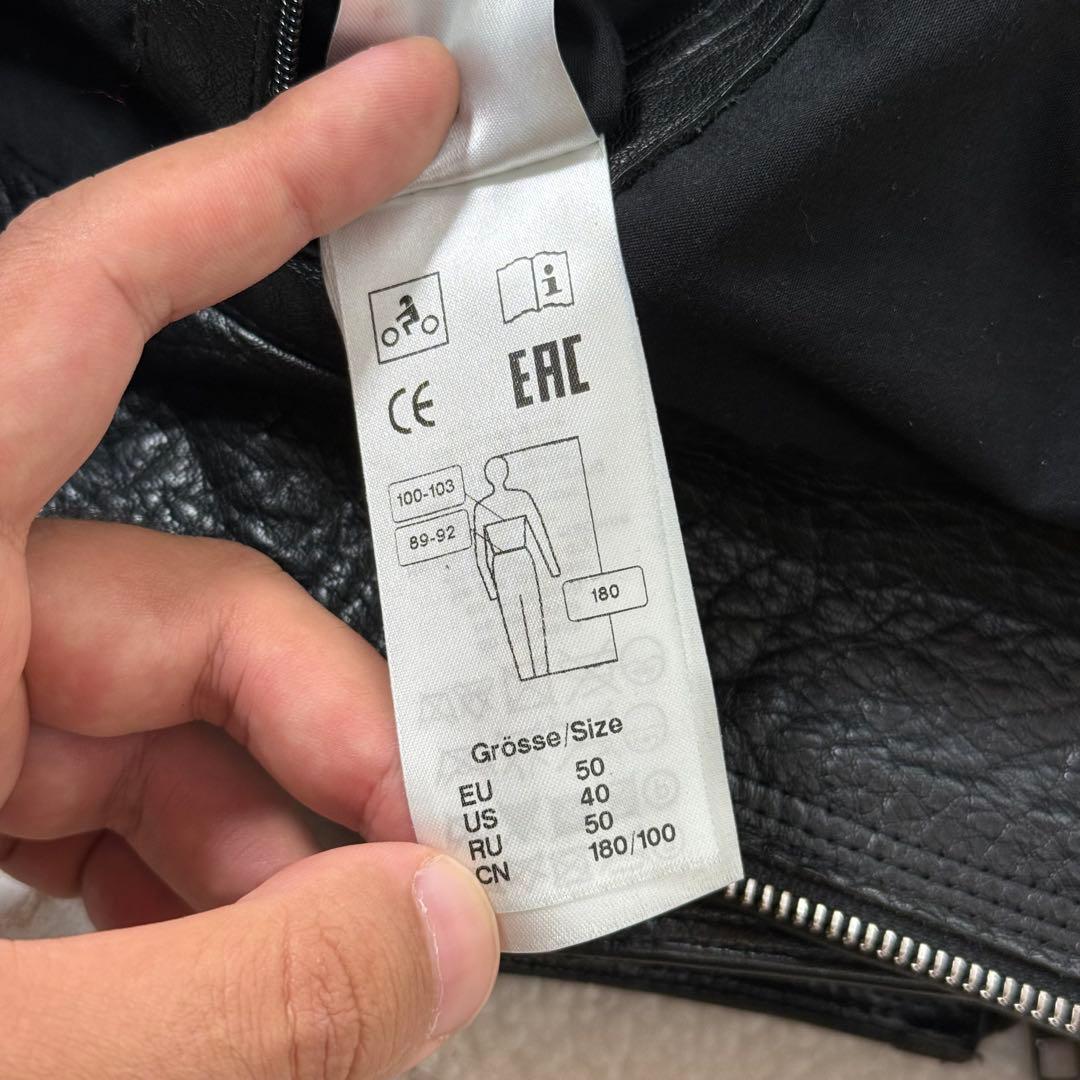 i
CE
EAC
100-103
89-92
180
Grösse/Size
EU 50
US 40
RU 50
CN 180/100